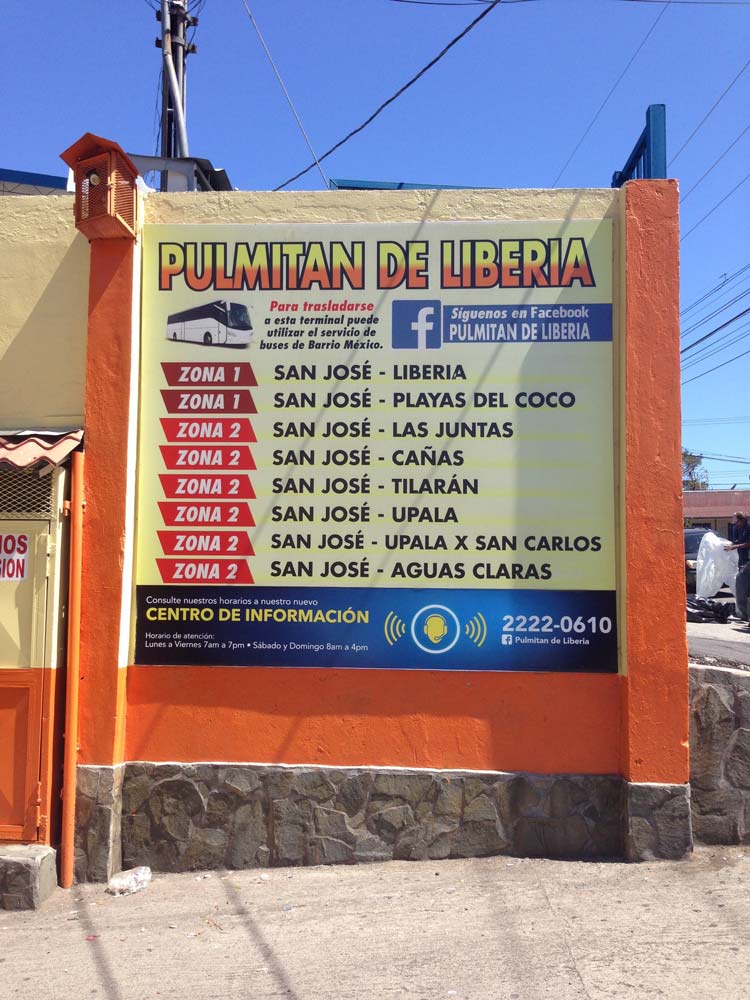 PULMITAN DE LIBERIA
Para trasladarse
a esta terminal puede
utilizar el servicio de
buses de Barrio México.
f
Síguenos en Facebook
PULMITAN DE LIBERIA
ZONA 1 SAN JOSÉ - LIBERIA
ZONA 1 SAN JOSÉ - PLAYAS DEL COCO
ZONA 2 SAN JOSÉ - LAS JUNTAS
ZONA 2 SAN JOSÉ - CAÑAS
ZONA 2 SAN JOSÉ - TILARÁN
ZONA 2 SAN JOSÉ - UPALA
ZONA 2 SAN JOSÉ - UPALA X SAN CARLOS
ZONA 2 SAN JOSÉ - AGUAS CLARAS
Consulte nuestros horarios a nuestro nuevo
CENTRO DE INFORMACIÓN
Horario de atención:
Lunes a Viernes 7am a 7pm • Sábado y Domingo 8am a 4pm
2222-0610
f Pulmitan de Liberia